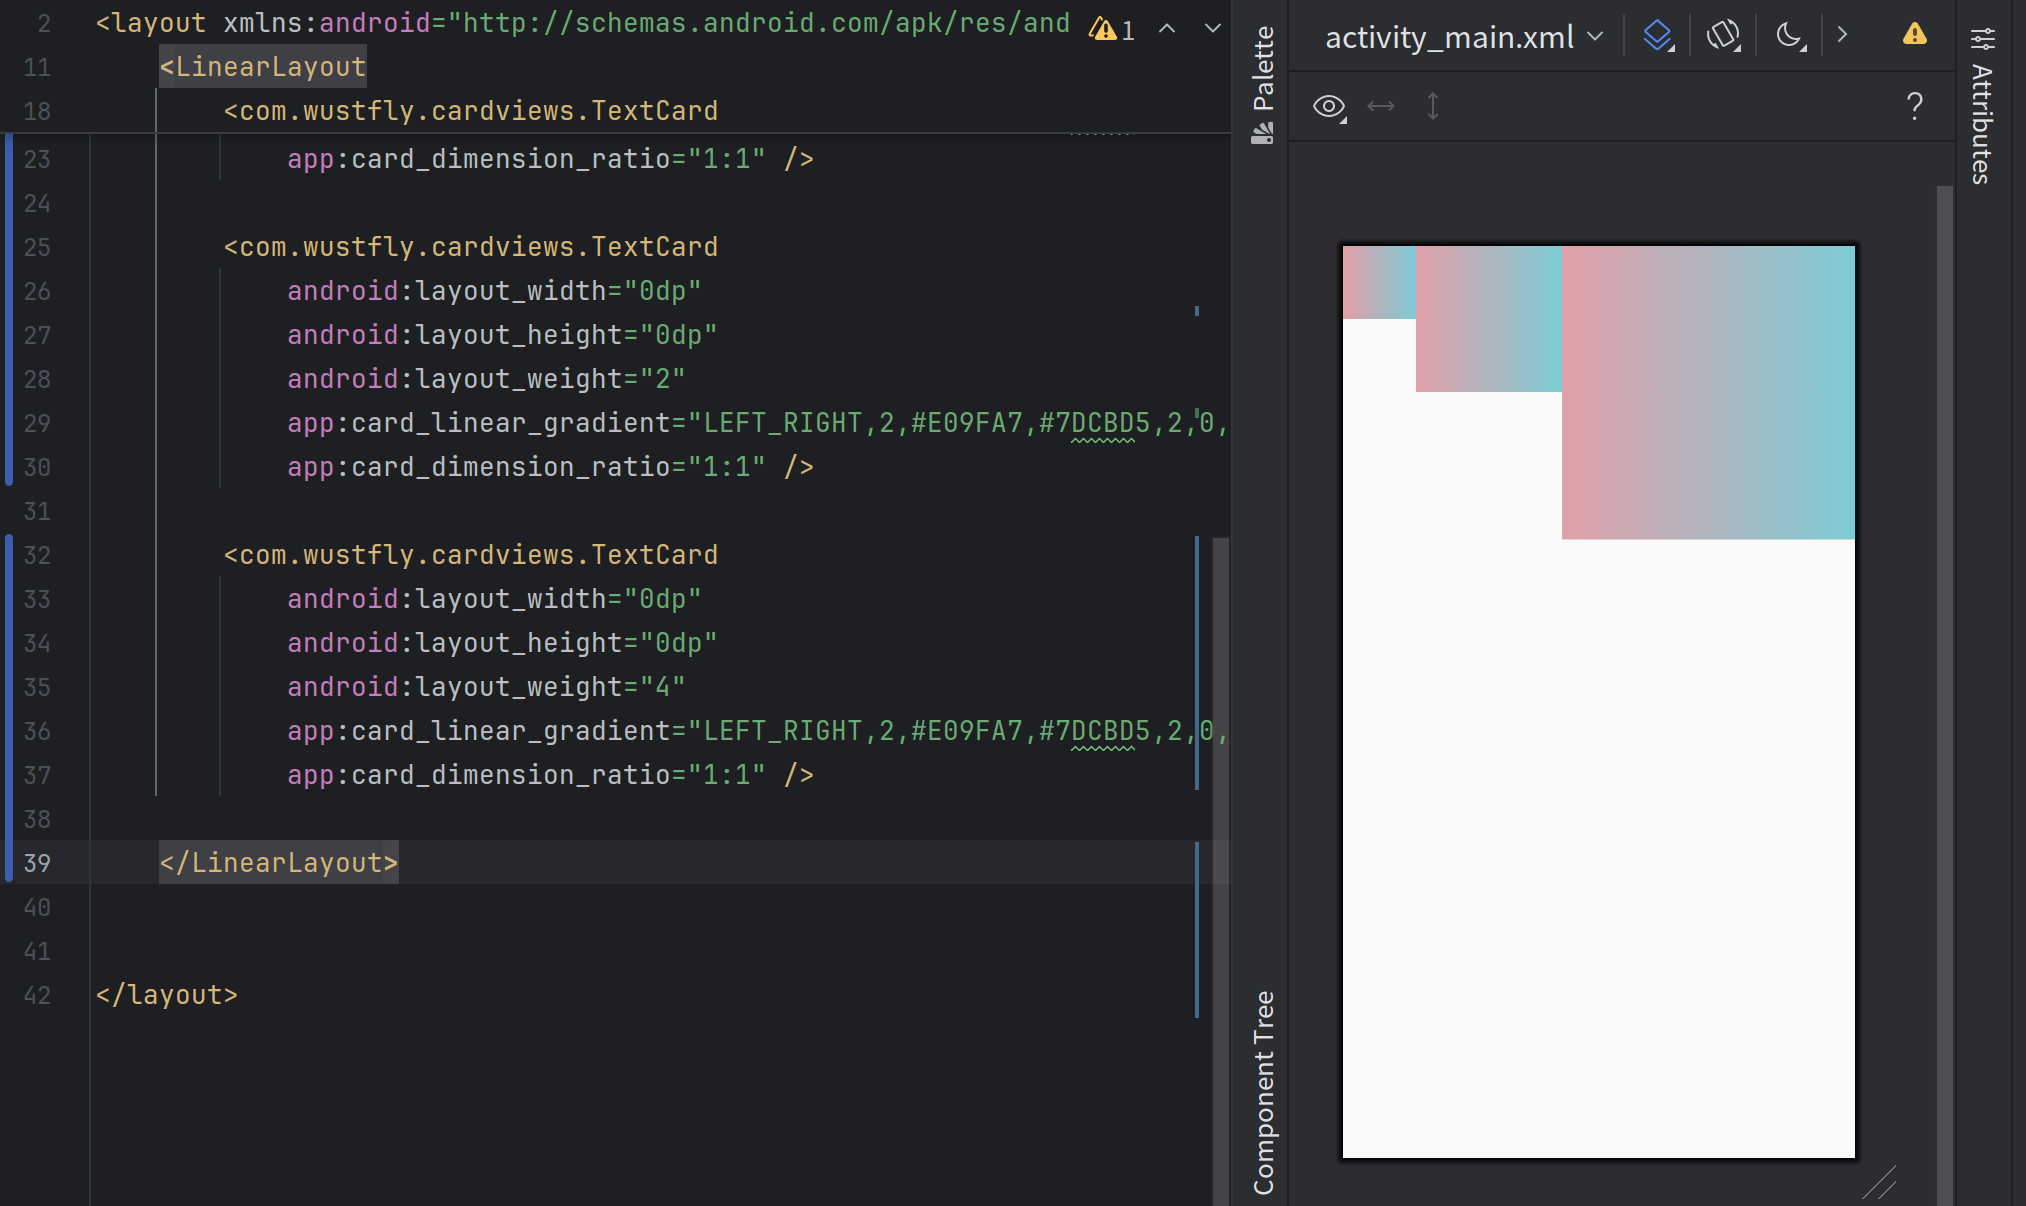 2 <layout xmlns:android="http://schemas.android.com/apk/res/and 1
11 <LinearLayout
18 <com.wustfly.cardviews.TextCard
23 app:card_dimension_ratio="1:1" />
24
25 <com.wustfly.cardviews.TextCard
26 android:layout_width="0dp"
27 android:layout_height="0dp"
28 android:layout_weight="2"
29 app:card_linear_gradient="LEFT_RIGHT,2,#E09FA7,#7DCBD5,2,0,
30 app:card_dimension_ratio="1:1" />
31
32 <com.wustfly.cardviews.TextCard
33 android:layout_width="0dp"
34 android:layout_height="0dp"
35 android:layout_weight="4"
36 app:card_linear_gradient="LEFT_RIGHT,2,#E09FA7,#7DCBD5,2,0,
37 app:card_dimension_ratio="1:1" />
38
39 </LinearLayout>
40
41
42 </layout>
Palette
Component Tree
activity_main.xml
?
Attributes